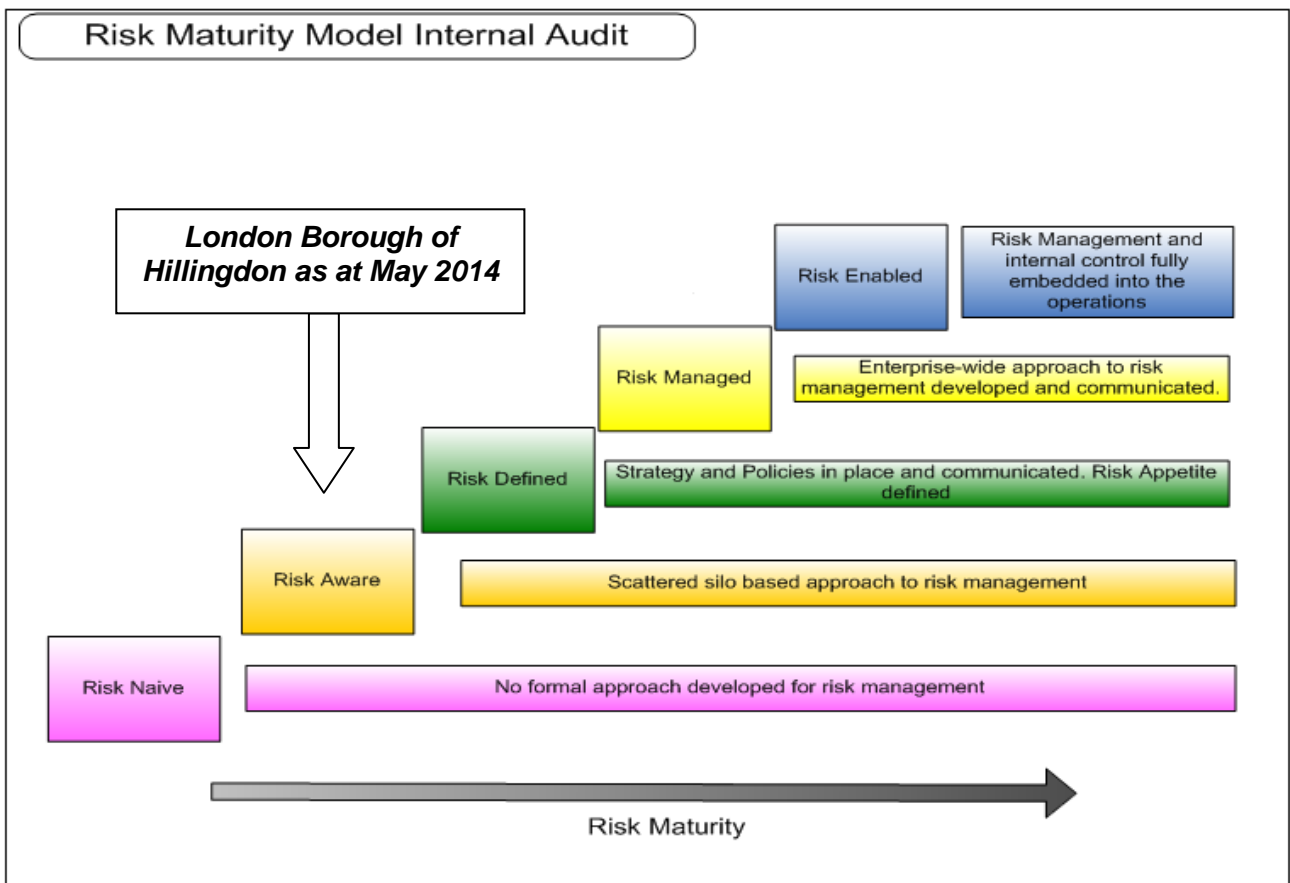 Risk Maturity Model Internal Audit
London Borough of
Hillingdon as at May 2014
Risk Enabled
Risk Management and
internal control fully
embedded into the
operations
Risk Managed
Enterprise-wide approach to risk
management developed and communicated.
Risk Defined
Strategy and Policies in place and communicated. Risk Appetite
defined
Risk Aware
Scattered silo based approach to risk management
Risk Naive
No formal approach developed for risk management
Risk Maturity